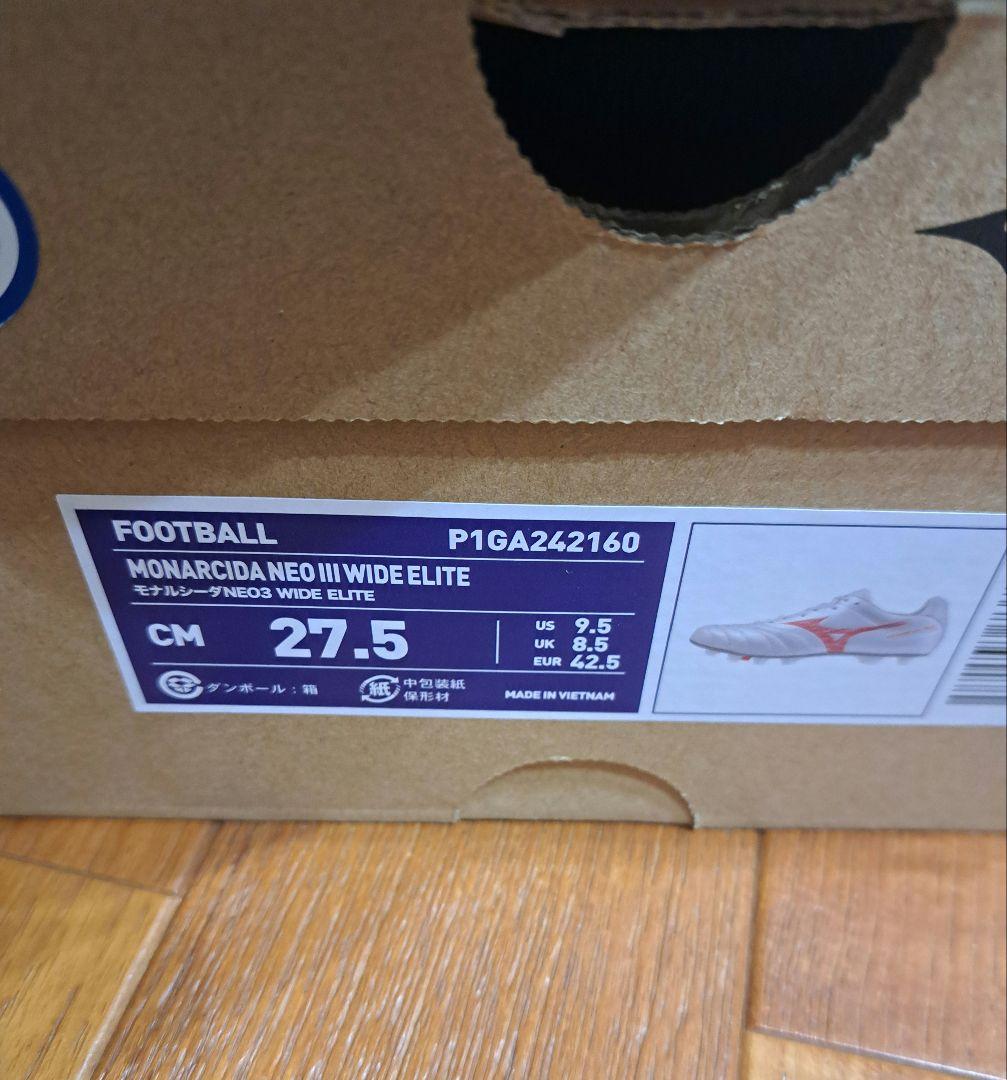 FOOTBALL P1GA242160
MONARCIDA NEO III WIDE ELITE
モナルシーダNEO3 WIDE ELITE
CM 27.5
US 9.5
UK 8.5
EUR 42.5
ダンボール：箱
紙 中包装紙
保形材
MADE IN VIETNAM